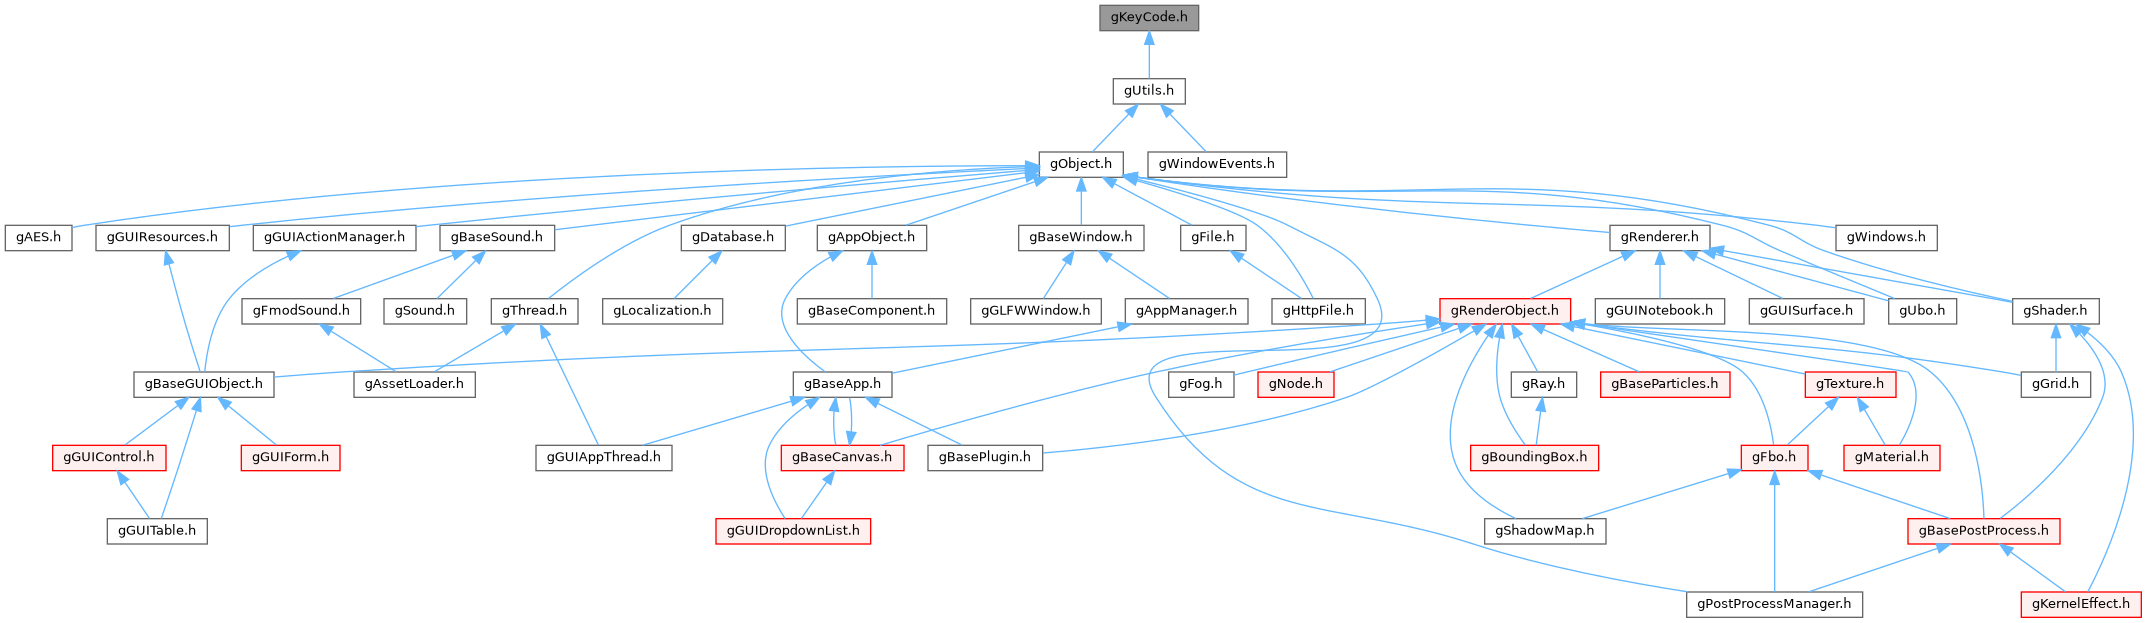 gKeyCode.h
gUtils.h
gObject.h
gWindowEvents.h
gAES.h
gGUIResources.h
gGUIActionManager.h
gBaseSound.h
gDatabase.h
gAppObject.h
gBaseWindow.h
gFile.h
gRenderer.h
gWindows.h
gFmodSound.h
gSound.h
gThread.h
gLocalization.h
gBaseComponent.h
gGLFWWindow.h
gAppManager.h
gHttpFile.h
gRenderObject.h
gGUINotebook.h
gGUISurface.h
gUbo.h
gShader.h
gBaseGUIObject.h
gAssetLoader.h
gBaseApp.h
gFog.h
gNode.h
gRay.h
gBaseParticles.h
gTexture.h
gGrid.h
gGUIControl.h
gGUIForm.h
gGUIAppThread.h
gBaseCanvas.h
gBasePlugin.h
gBoundingBox.h
gFbo.h
gMaterial.h
gGUITable.h
gGUIDropdownList.h
gShadowMap.h
gBasePostProcess.h
gPostProcessManager.h
gKernelEffect.h